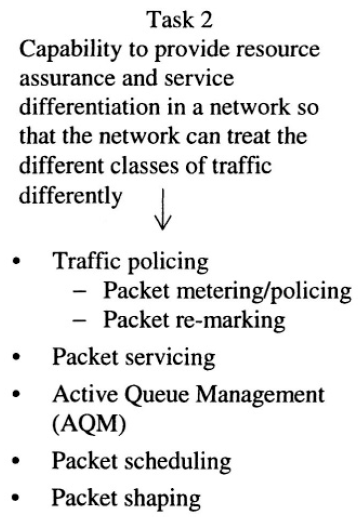 Task 2
Capability to provide resource
assurance and service
differentiation in a network so
that the network can treat the
different classes of traffic
differently
• Traffic policing
– Packet metering/policing
– Packet re-marking
• Packet servicing
• Active Queue Management
(AQM)
• Packet scheduling
• Packet shaping